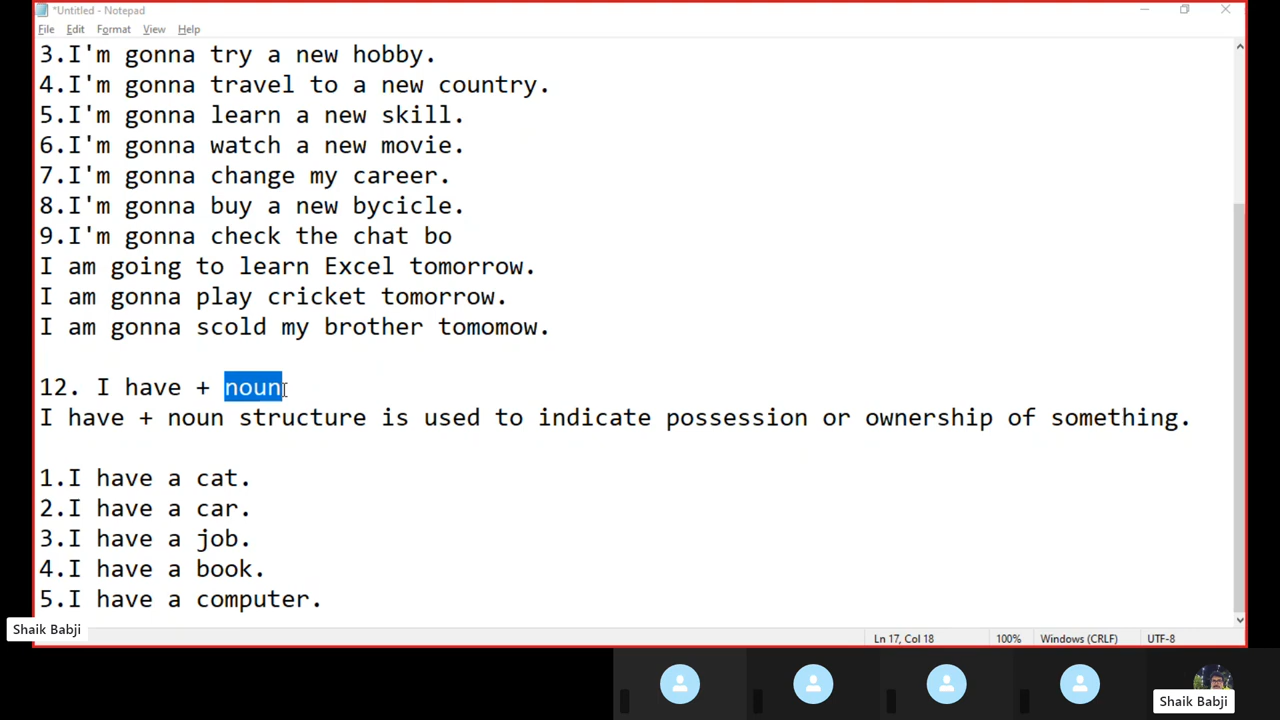 *Untitled - Notepad
File Edit Format View Help
3.I'm gonna try a new hobby.
4.I'm gonna travel to a new country.
5.I'm gonna learn a new skill.
6.I'm gonna watch a new movie.
7.I'm gonna change my career.
8.I'm gonna buy a new bycicle.
9.I'm gonna check the chat bo
I am going to learn Excel tomorrow.
I am gonna play cricket tomorrow.
I am gonna scold my brother tomomow.
12. I have + noun
I have + noun structure is used to indicate possession or ownership of something.
1.I have a cat.
2.I have a car.
3.I have a job.
4.I have a book.
5.I have a computer.
Shaik Babji
Ln 17, Col 18 100% Windows (CRLF) UTF-8
Shaik Babji